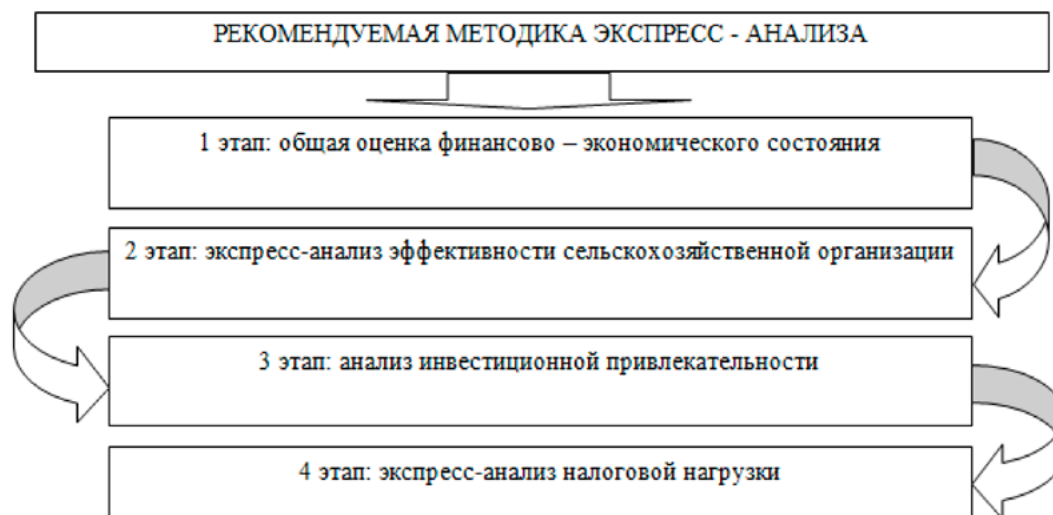 РЕКОМЕНДУЕМАЯ МЕТОДИКА ЭКСПРЕСС - АНАЛИЗА
1 этап: общая оценка финансово – экономического состояния
2 этап: экспресс-анализ эффективности сельскохозяйственной организации
3 этап: анализ инвестиционной привлекательности
4 этап: экспресс-анализ налоговой нагрузки